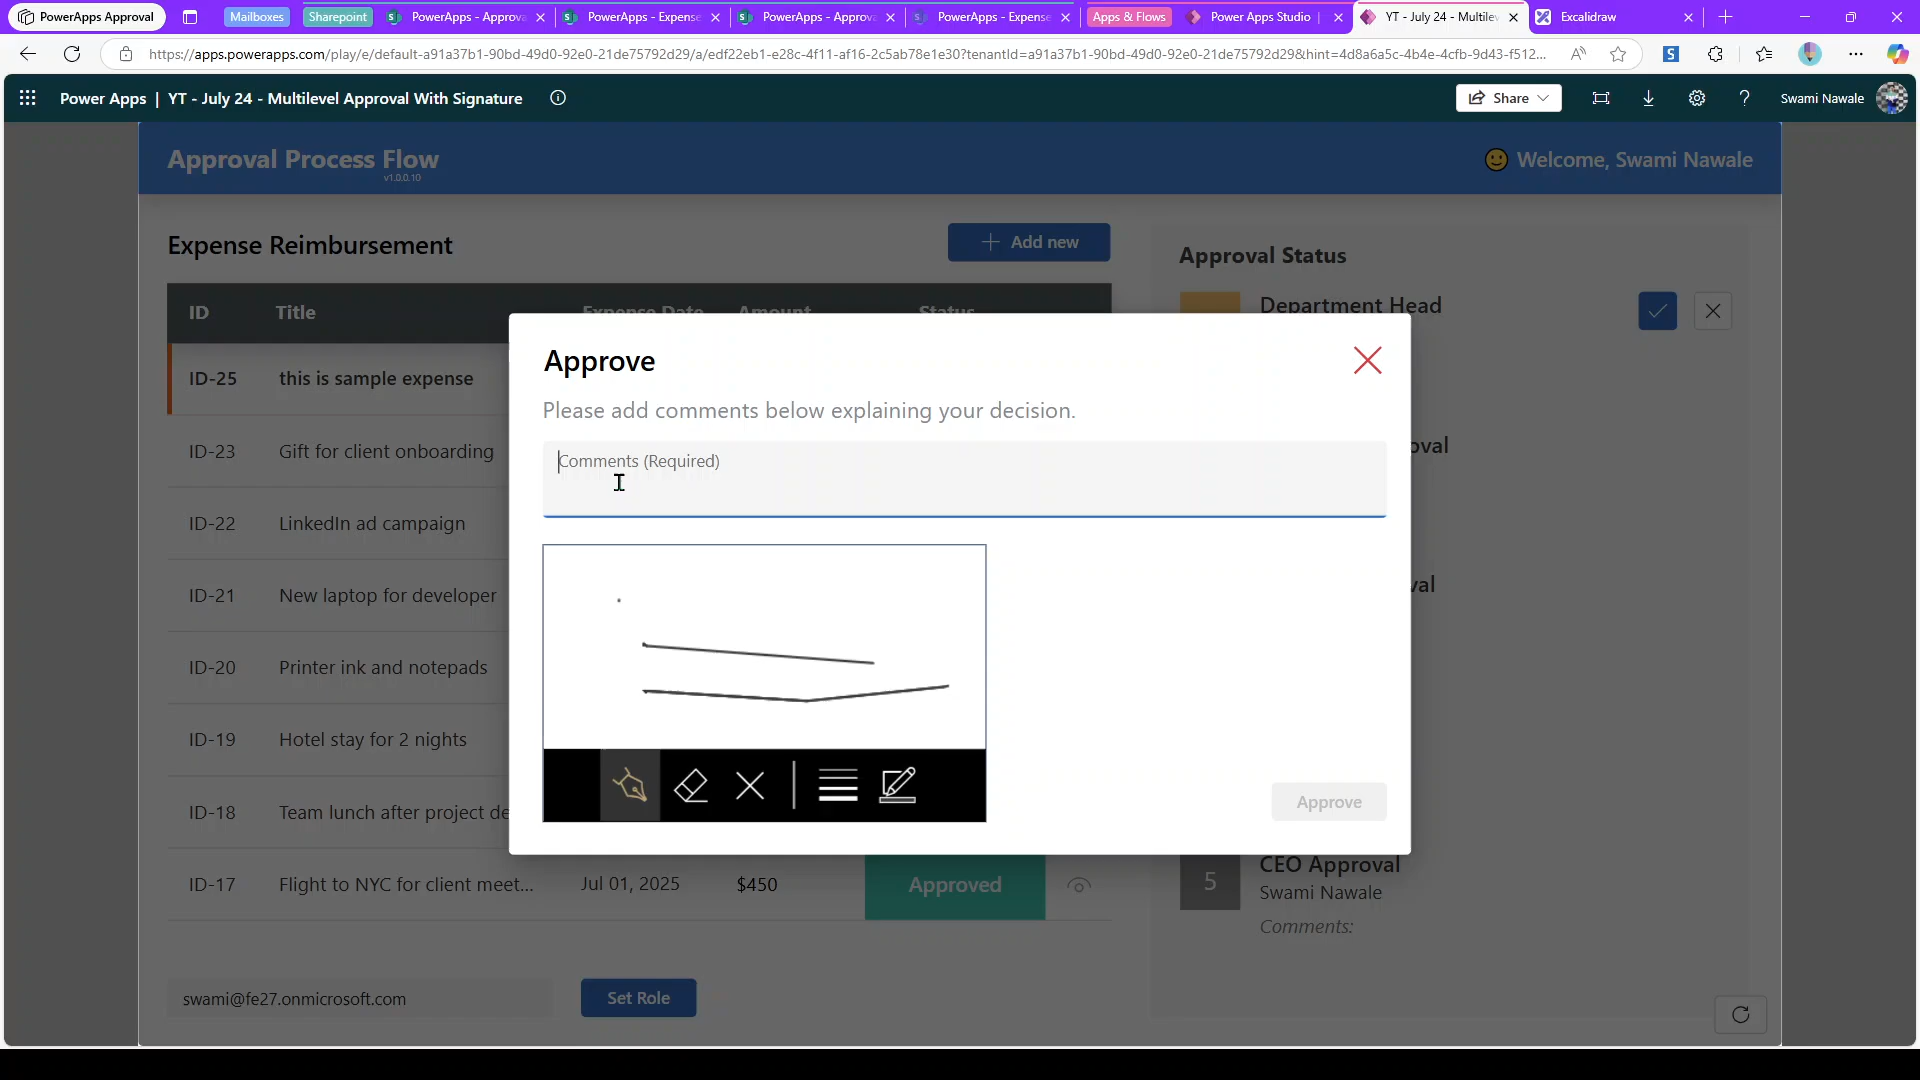 PowerApps Approval
Mailboxes
Sharepoint
PowerApps - Approva
PowerApps - Expense
PowerApps - Approva
PowerApps - Expense
Apps & Flows
Power Apps Studio
YT - July 24 - Multilev
Excalidraw
https://apps.powerapps.com/play/e/default-a91a37b1-90bd-49d0-92e0-21de75792d29/a/edf22eb1-e28c-4f11-af16-2c5ab78e1e30?tenantId=a91a37b1-90bd-49d0-92e0-21de75792d29&hint=4d8a6a5c-4b4e-4cfb-9d43-f512...
Power Apps | YT - July 24 - Multilevel Approval With Signature
Share
Swami Nawale
Approval Process Flow
v1.0.0.10
Welcome, Swami Nawale
Expense Reimbursement
Add new
ID Title Expense Date Amount Status
ID-25 this is sample expense
ID-23 Gift for client onboarding
ID-22 LinkedIn ad campaign
ID-21 New laptop for developer
ID-20 Printer ink and notepads
ID-19 Hotel stay for 2 nights
ID-18 Team lunch after project de
ID-17 Flight to NYC for client meet... Jul 01, 2025 $450 Approved
swami@fe27.onmicrosoft.com
Set Role
Approve
Please add comments below explaining your decision.
Comments (Required)
Approve
Approval Status
Department Head
oval
val
5
CEO Approval
Swami Nawale
Comments: